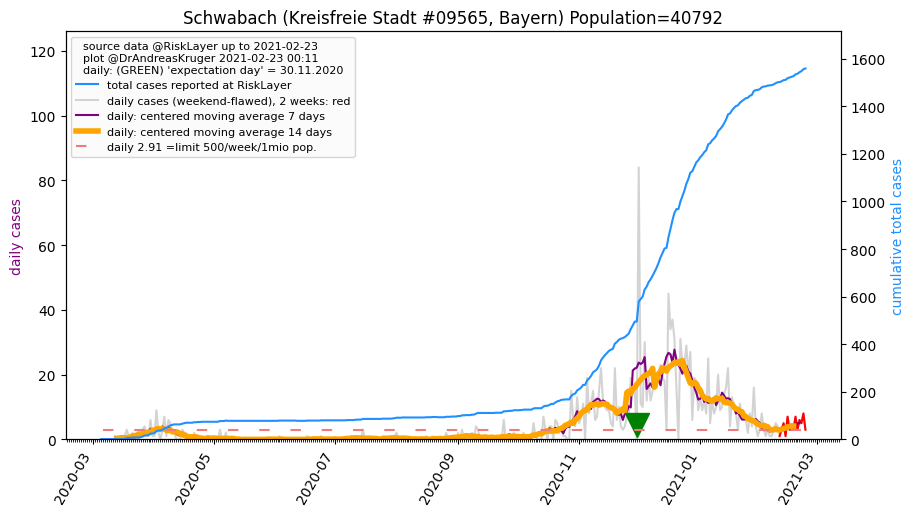 Schwabach (Kreisfreie Stadt #09565, Bayern) Population=40792
source data @RiskLayer up to 2021-02-23
plot @DrAndreasKruger 2021-02-23 00:11
daily: (GREEN) 'expectation day' = 30.11.2020
total cases reported at RiskLayer
daily cases (weekend-flawed), 2 weeks: red
daily: centered moving average 7 days
daily: centered moving average 14 days
daily 2.91 =limit 500/week/1mio pop.
daily cases
120
100
80
60
40
20
0
cumulative total cases
1600
1400
1200
1000
800
600
400
200
0
2020-03
2020-05
2020-07
2020-09
2020-11
2021-01
2021-03